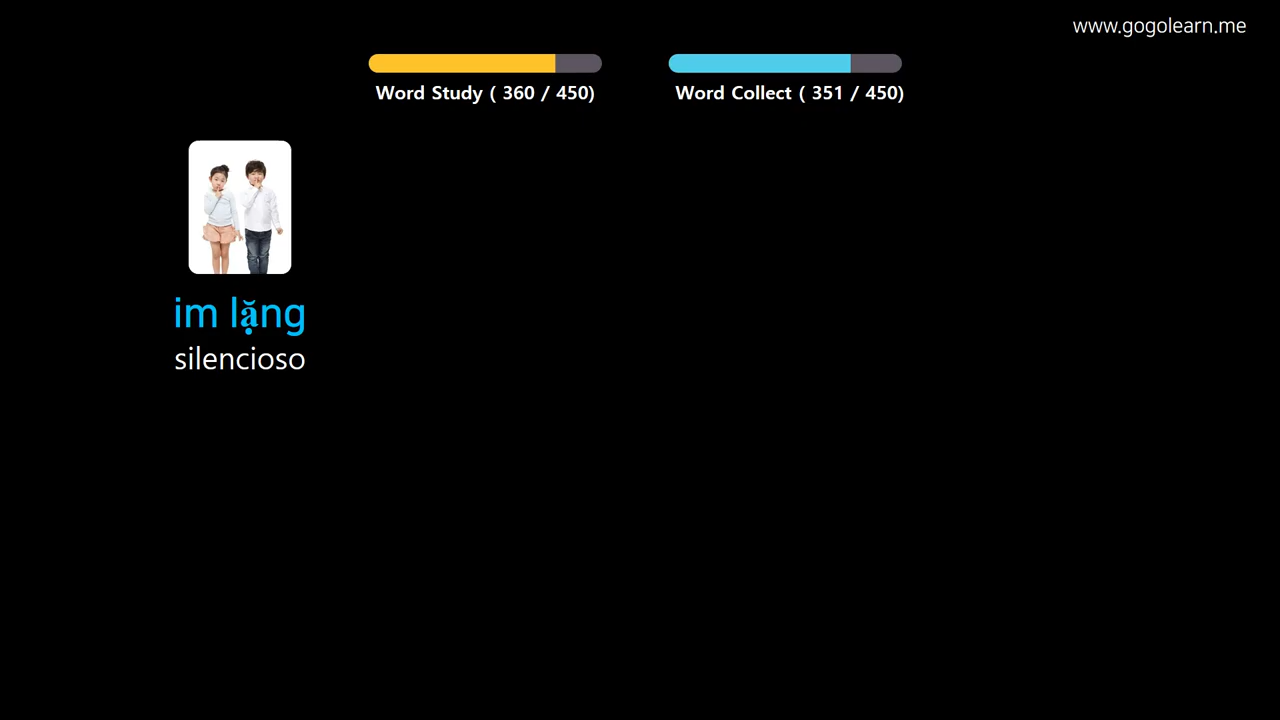 www.gogolearn.me
Word Study ( 360 / 450)
Word Collect ( 351 / 450)
im lặng
silencioso